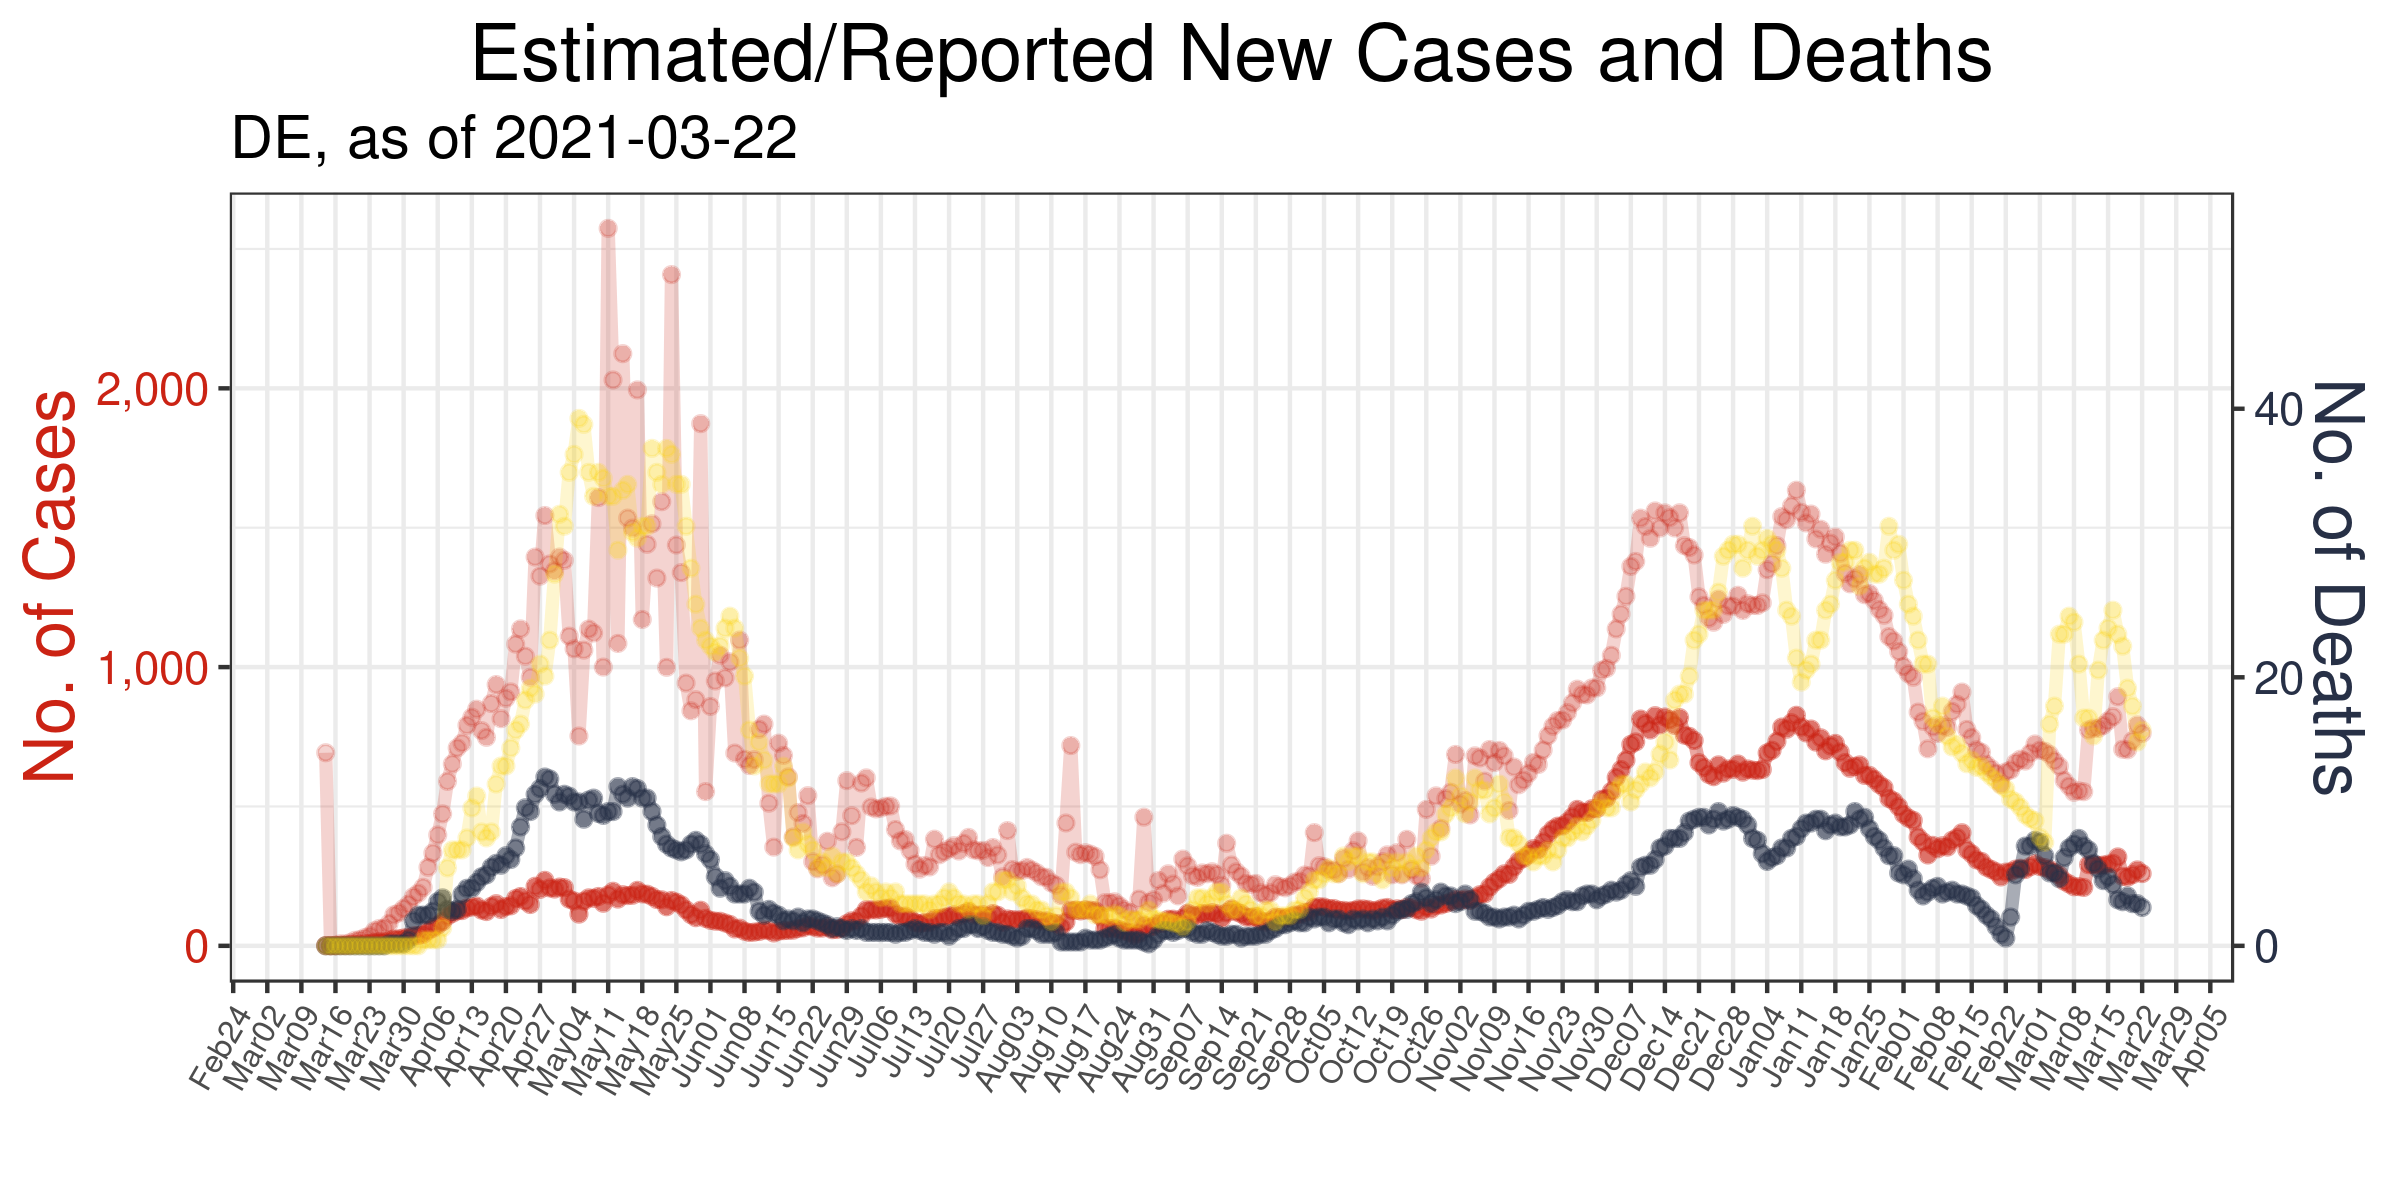 Estimated/Reported New Cases and Deaths
DE, as of 2021-03-22
No. of Cases
2,000
1,000
0
No. of Deaths
40
20
0
Feb24
Mar02
Mar09
Mar16
Mar23
Mar30
Apr06
Apr13
Apr20
Apr27
May04
May11
May18
May25
Jun01
Jun08
Jun15
Jun22
Jun29
Jul06
Jul13
Jul20
Jul27
Aug03
Aug10
Aug17
Aug24
Aug31
Sep07
Sep14
Sep21
Sep28
Oct05
Oct12
Oct19
Oct26
Nov02
Nov09
Nov16
Nov23
Nov30
Dec07
Dec14
Dec21
Dec28
Jan04
Jan11
Jan18
Jan25
Feb01
Feb08
Feb15
Feb22
Mar01
Mar08
Mar15
Mar22
Mar29
Apr05